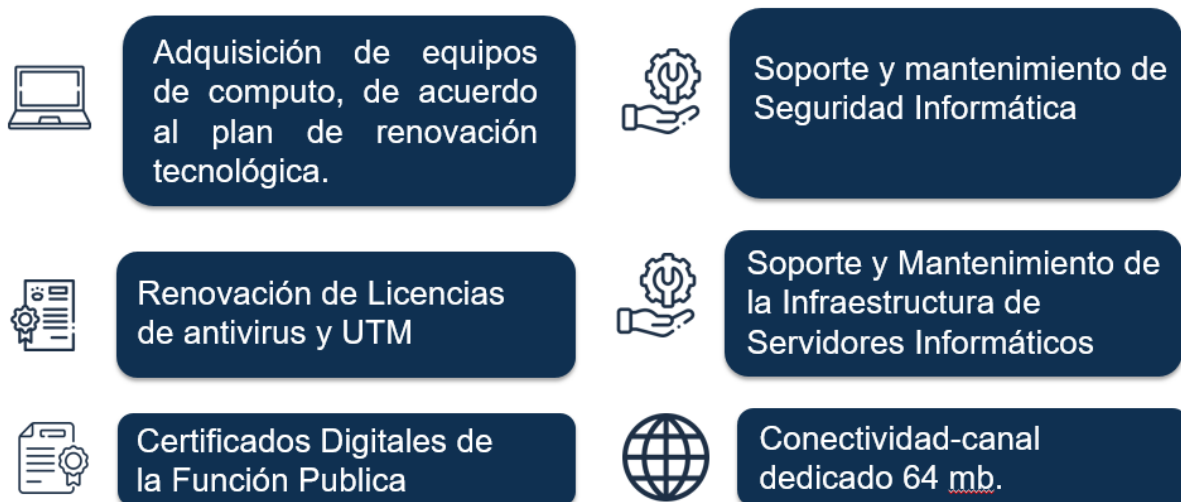 Adquisición de equipos
de computo, de acuerdo
al plan de renovación
tecnológica.
Soporte y mantenimiento de
Seguridad Informática
Renovación de Licencias
de antivirus y UTM
Soporte y Mantenimiento de
la Infraestructura de
Servidores Informáticos
Certificados Digitales de
la Función Publica
Conectividad-canal
dedicado 64 mb.